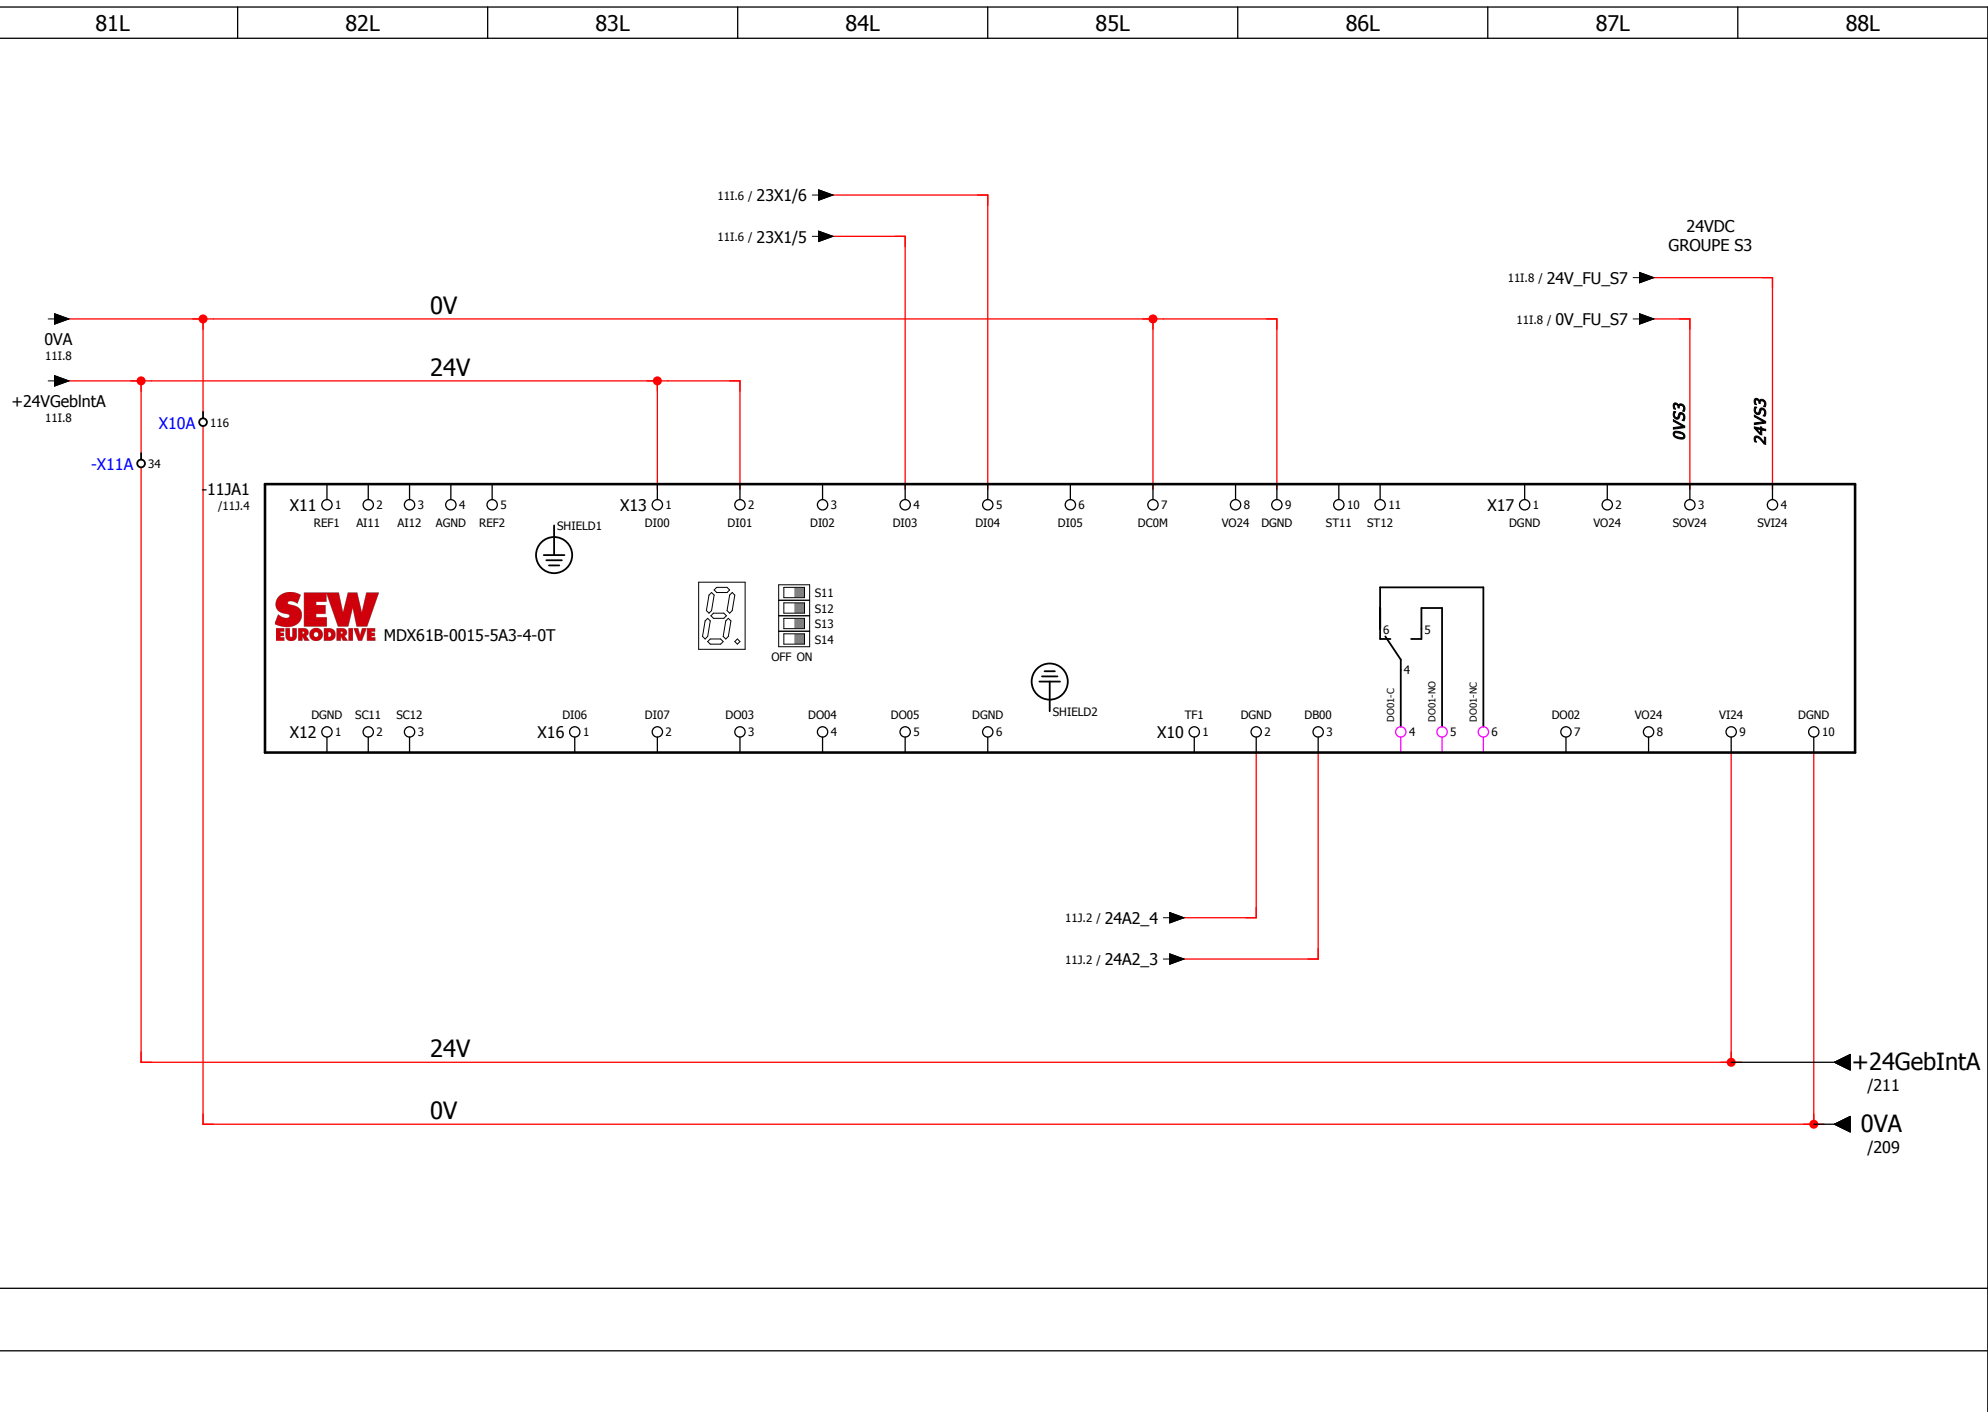 81L 82L 83L 84L 85L 86L 87L 88L
11I.6 / 23X1/6
11I.6 / 23X1/5
24VDC
GROUPE S3
11I.8 / 24V_FU_S7
11I.8 / 0V_FU_S7
0V
0VA
11I.8
24V
+24VGebIntA
11I.8
X10A 116
-X11A 34
0VS3
24VS3
-11JA1
/11J.4
X11 1 2 3 4 5 X13 1 2 3 4 5 6 7 8 9 10 11 X17 1 2 3 4
REF1 AI11 AI12 AGND REF2 DI00 DI01 DI02 DI03 DI04 DI05 DC0M VO24 DGND ST11 ST12 DGND VO24 SOV24 SVI24
SHIELD1
S11
S12
S13
S14
OFF ON
SEW
EURODRIVE MDX61B-0015-5A3-4-0T
6 5
4
DO01-C
DO01-NO
DO01-NC
SHIELD2
DGND SC11 SC12 DI06 DI07 DO03 DO04 DO05 DGND TF1 DGND DB00 DO02 VO24 VI24 DGND
X12 1 2 3 X16 1 2 3 4 5 6 X10 1 2 3 4 5 6 7 8 9 10
11J.2 / 24A2_4
11J.2 / 24A2_3
24V
+24GebIntA
/211
0V
0VA
/209